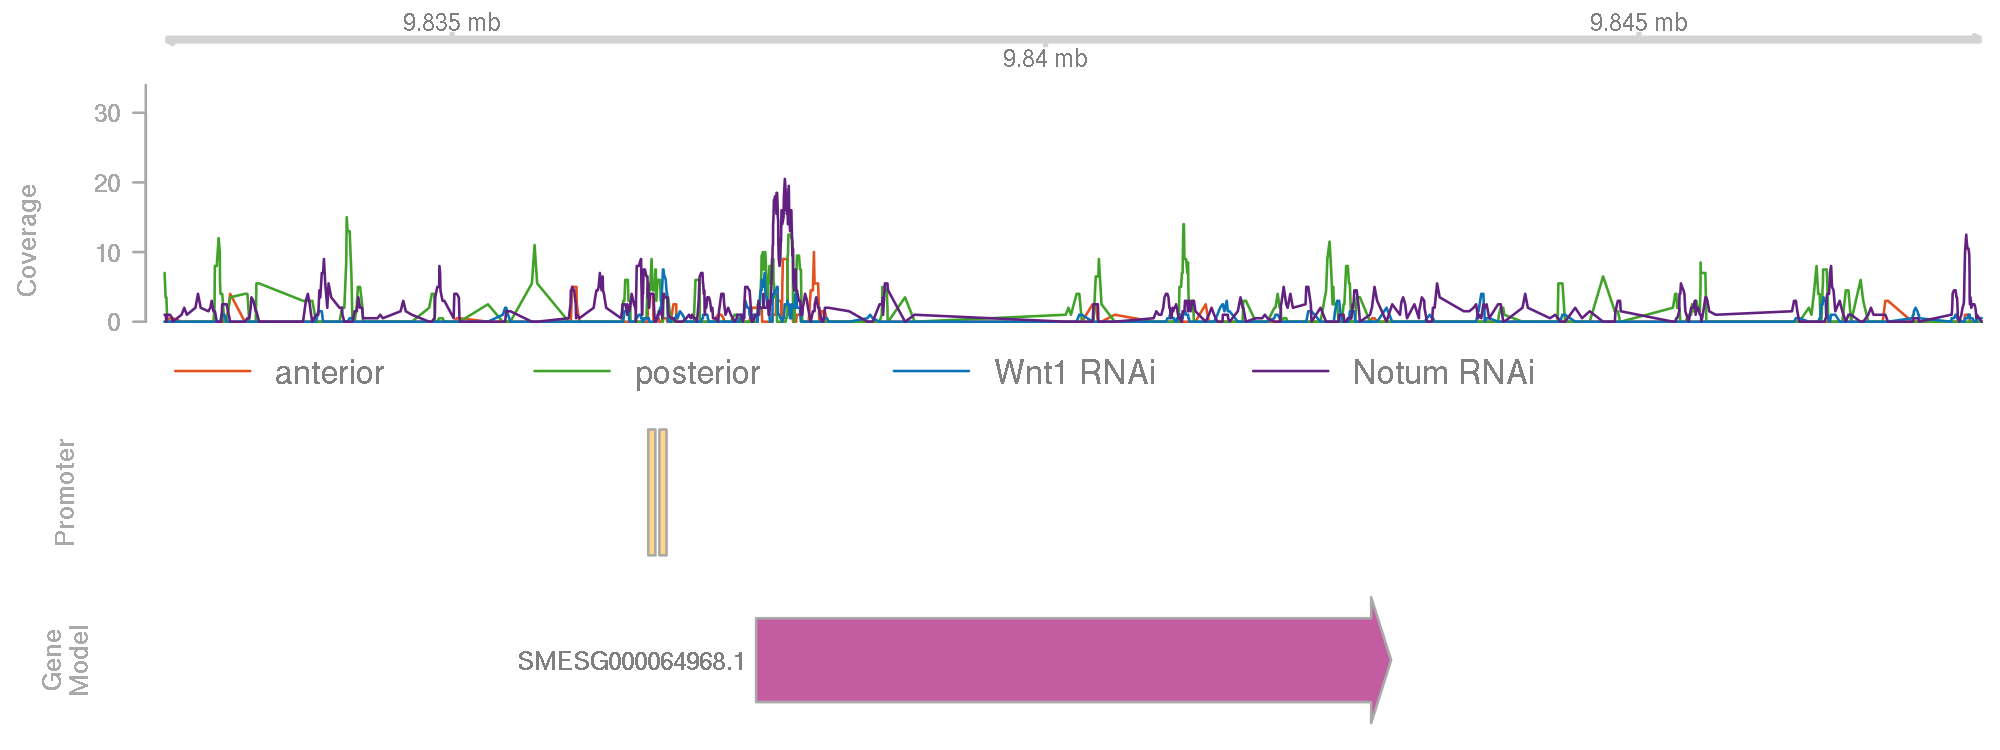 9.835 mb
9.845 mb
9.84 mb
Coverage
30
20
10
0
anterior
posterior
Wnt1 RNAi
Notum RNAi
Promoter
Gene
Model
SMESG000064968.1